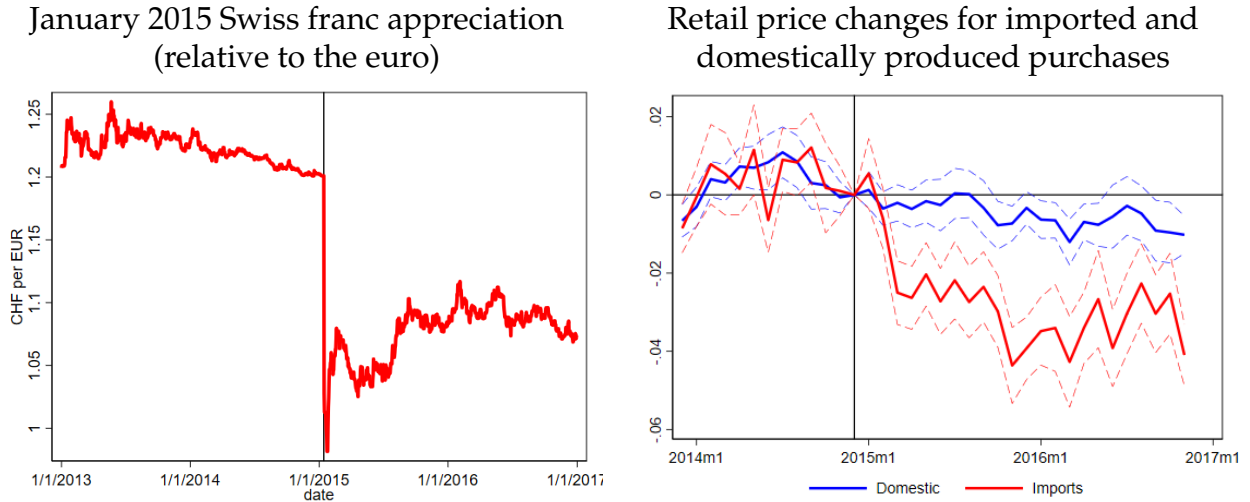 January 2015 Swiss franc appreciation
(relative to the euro)
CHF per EUR
1.25
1.2
1.15
1.1
1.05
1
1/1/2013
1/1/2014
1/1/2015
1/1/2016
1/1/2017
date
Retail price changes for imported and
domestically produced purchases
.02
0
-.02
-.04
-.06
2014m1
2015m1
2016m1
2017m1
Domestic
Imports